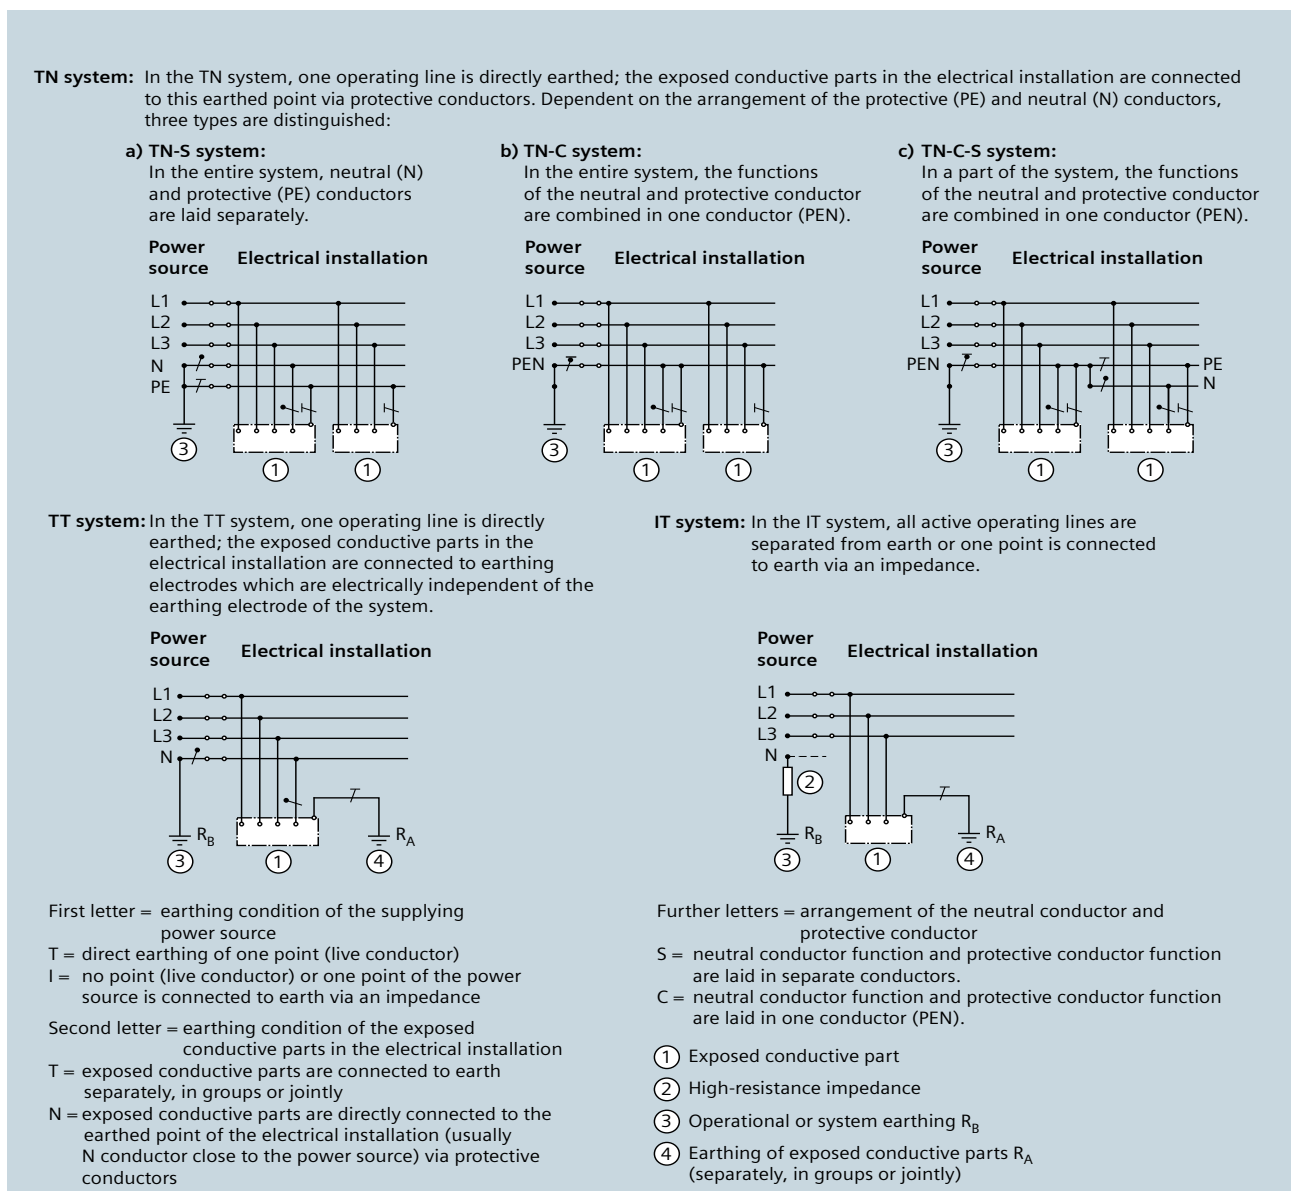 TN system: In the TN system, one operating line is directly earthed; the exposed conductive parts in the electrical installation are connected
to this earthed point via protective conductors. Dependent on the arrangement of the protective (PE) and neutral (N) conductors,
three types are distinguished:
a) TN-S system:
In the entire system, neutral (N)
and protective (PE) conductors
are laid separately.
Power
source
Electrical installation
L1
L2
L3
N
PE
3
1
1
b) TN-C system:
In the entire system, the functions
of the neutral and protective conductor
are combined in one conductor (PEN).
Power
source
Electrical installation
L1
L2
L3
PEN
3
1
1
c) TN-C-S system:
In a part of the system, the functions
of the neutral and protective conductor
are combined in one conductor (PEN).
Power
source
Electrical installation
L1
L2
L3
PEN
PE
N
3
1
1
TT system: In the TT system, one operating line is directly
earthed; the exposed conductive parts in the
electrical installation are connected to earthing
electrodes which are electrically independent of the
earthing electrode of the system.
Power
source
Electrical installation
L1
L2
L3
N
RB
RA
3
1
4
IT system: In the IT system, all active operating lines are
separated from earth or one point is connected
to earth via an impedance.
Power
source
Electrical installation
L1
L2
L3
N
2
RB
RA
3
1
4
First letter = earthing condition of the supplying
power source
T = direct earthing of one point (live conductor)
I = no point (live conductor) or one point of the power
source is connected to earth via an impedance
Second letter = earthing condition of the exposed
conductive parts in the electrical installation
T = exposed conductive parts are connected to earth
separately, in groups or jointly
N = exposed conductive parts are directly connected to the
earthed point of the electrical installation (usually
N conductor close to the power source) via protective
conductors
Further letters = arrangement of the neutral conductor and
protective conductor
S = neutral conductor function and protective conductor function
are laid in separate conductors.
C = neutral conductor function and protective conductor function
are laid in one conductor (PEN).
1 Exposed conductive part
2 High-resistance impedance
3 Operational or system earthing RB
4 Earthing of exposed conductive parts RA
(separately, in groups or jointly)